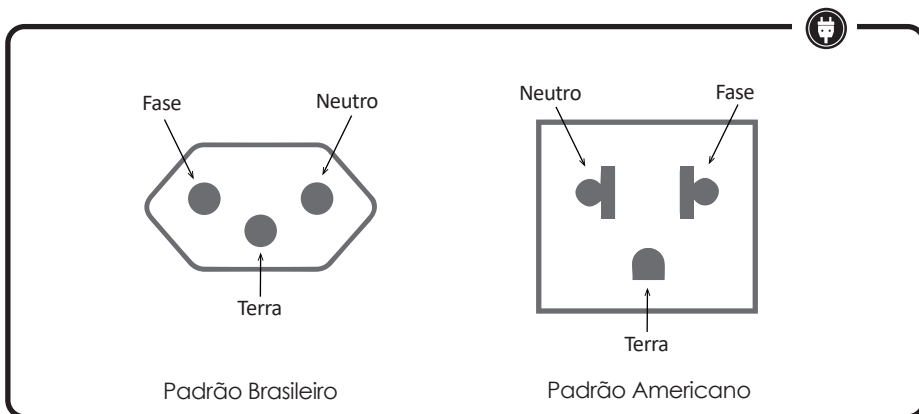 Fase
Neutro
Terra
Padrão Brasileiro
Neutro
Fase
Terra
Padrão Americano